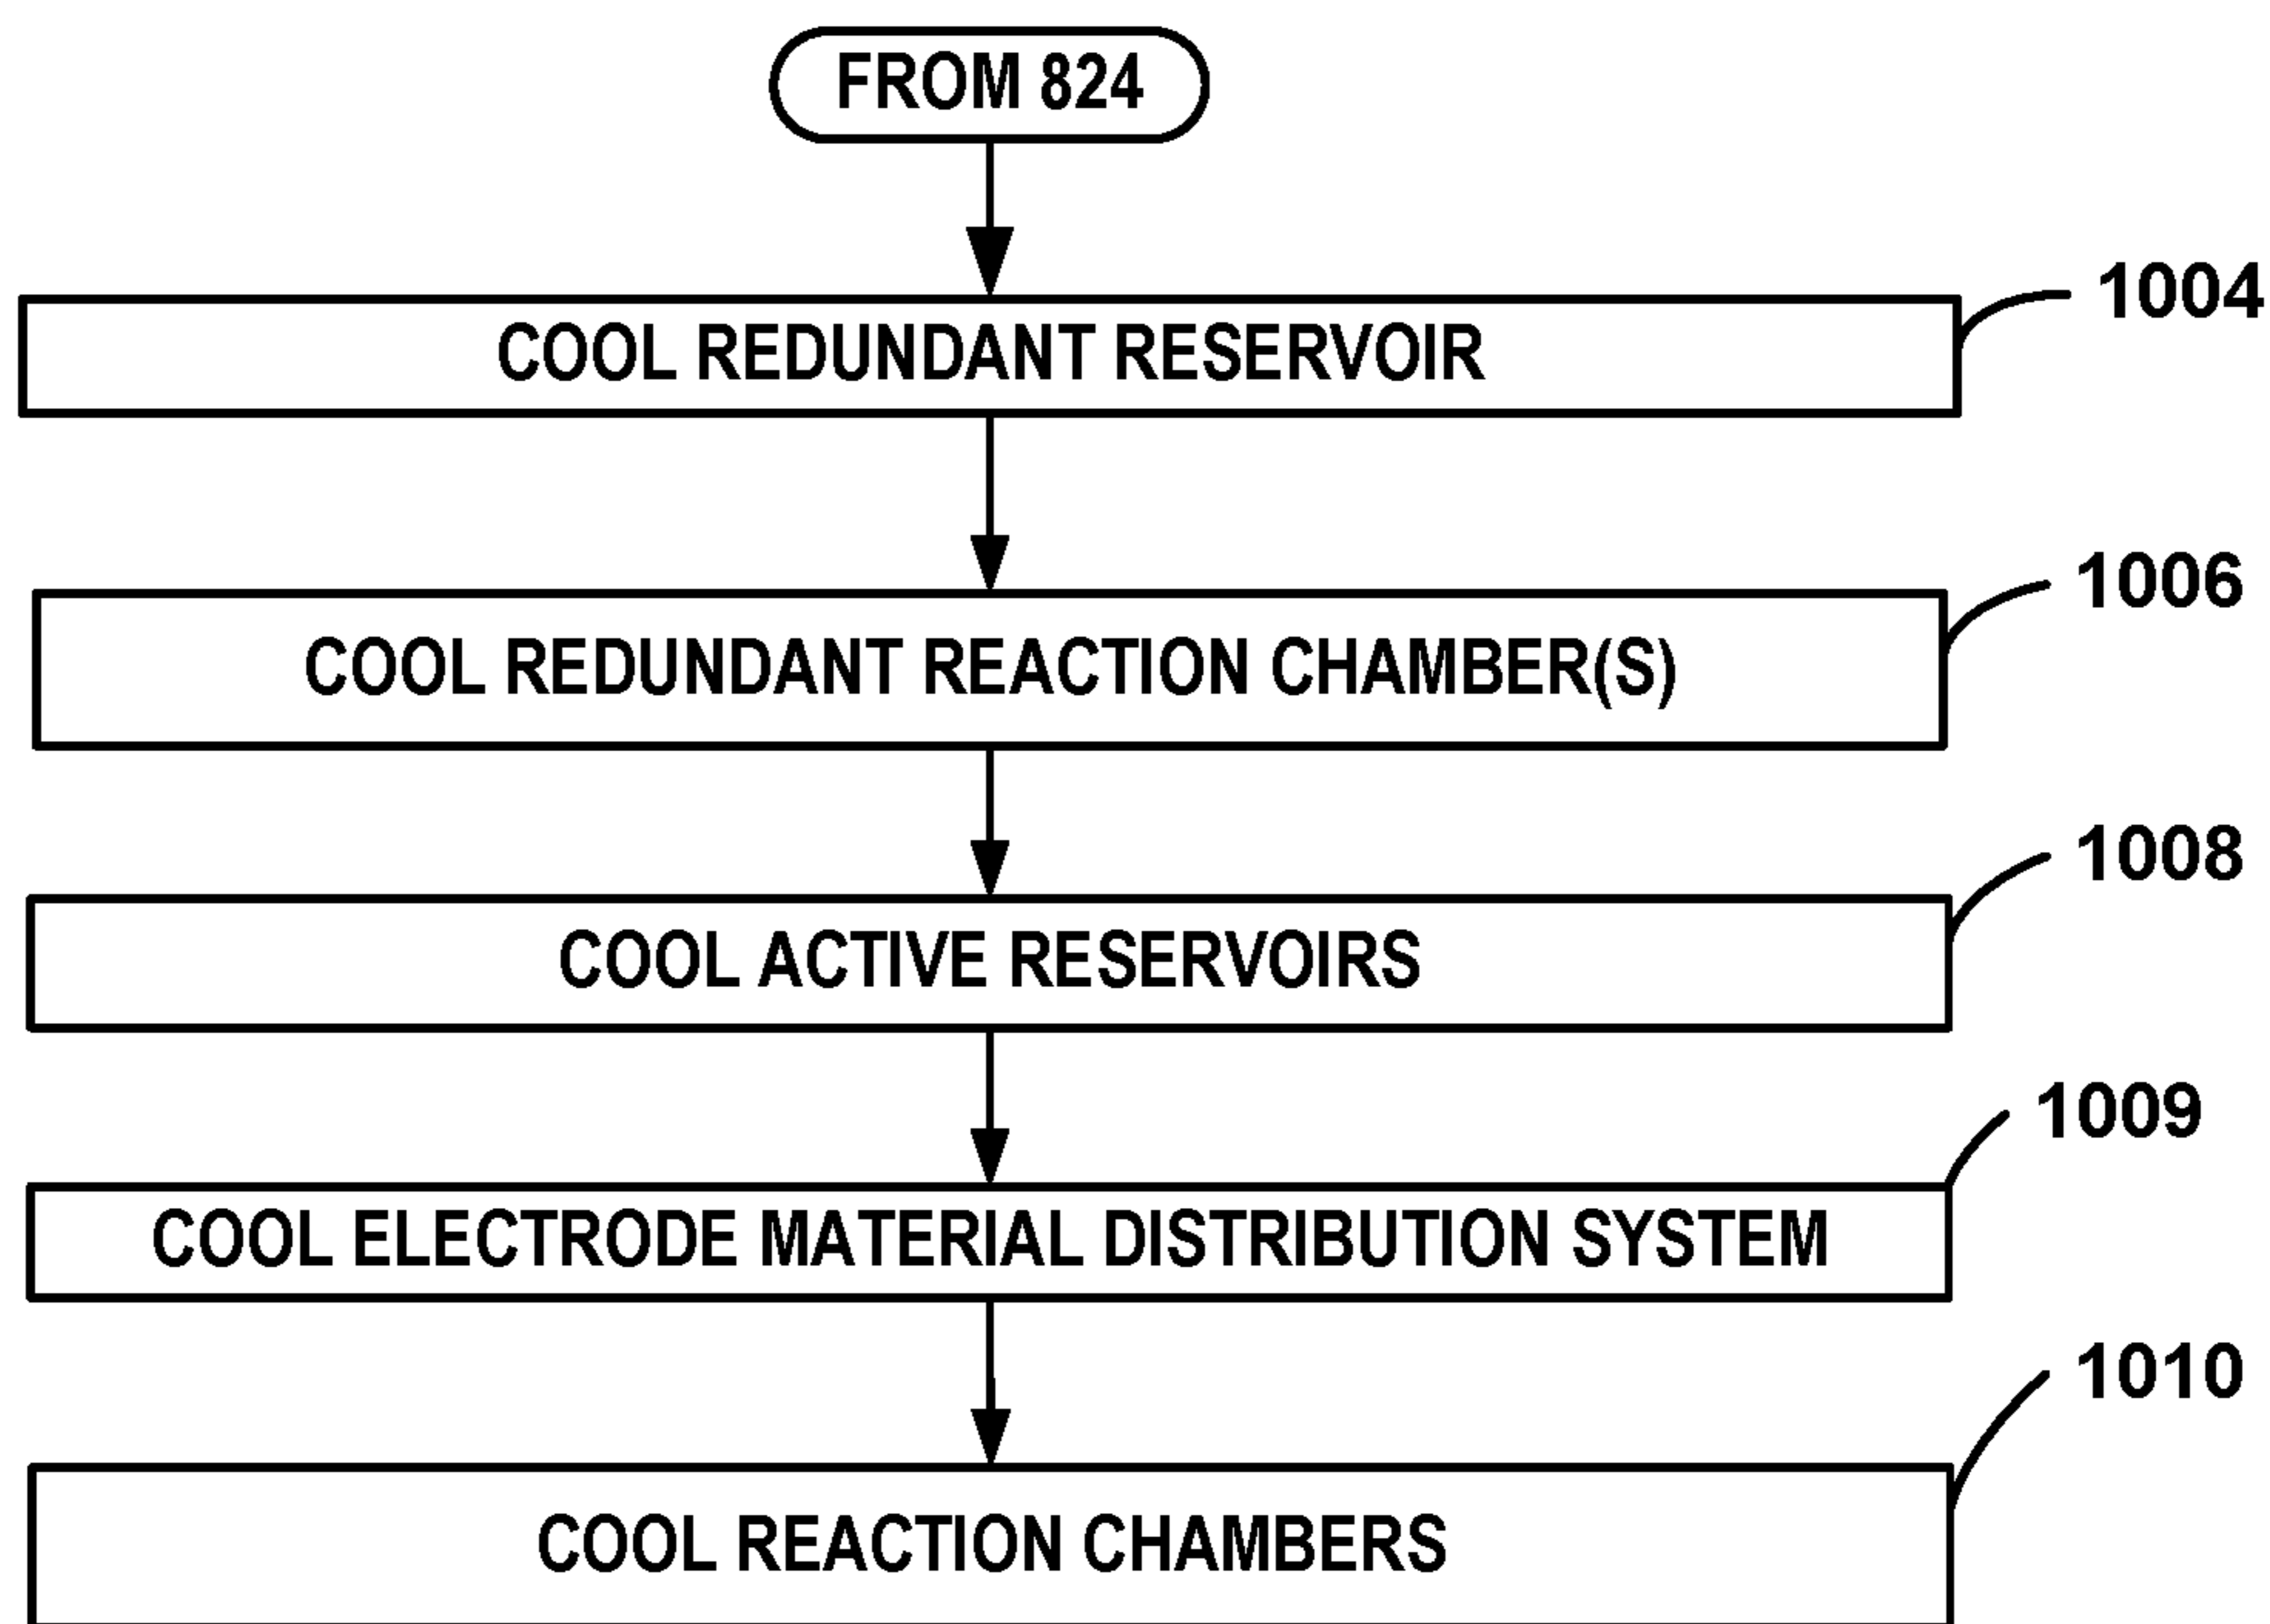 FROM 824
1004
COOL REDUNDANT RESERVOIR
1006
COOL REDUNDANT REACTION CHAMBER(S)
1008
COOL ACTIVE RESERVOIRS
1009
COOL ELECTRODE MATERIAL DISTRIBUTION SYSTEM
1010
COOL REACTION CHAMBERS